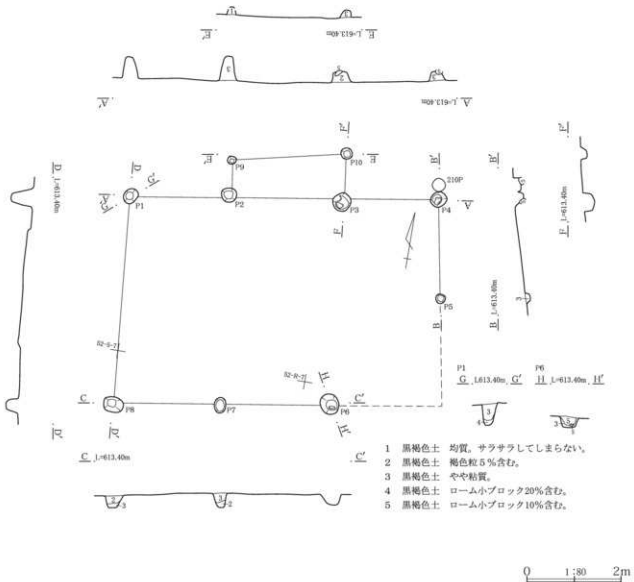 E' E
L=613.40m
A' A
L=613.40m
D
L=613.40m
D'
D
G'
G'
A'
E'
E
F'
B'
P9
P10
210P
P1
P2
P3
P4
A
F
P5
B
52-S-7
52-R-7
H
C
C'
P8
P7
P6
D'
H'
B'
L=613.40m
B
F'
L=613.40m
F
P1
G L613.40m G'
P6
H L=613.40m H'
C L=613.40m C'
1 黒褐色土 均質。サラサラしてしまらない。
2 黒褐色土 褐色粒5%含む。
3 黒褐色土 やや粘質。
4 黒褐色土 ローム小ブロック20%含む。
5 黒褐色土 ローム小ブロック10%含む。
0 1:80 2m